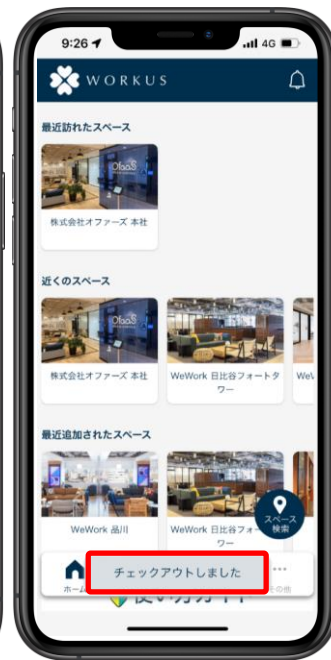 9:26
4G
WORKUS
最近訪れたスペース
OfaaS
株式会社オファーズ 本社
近くのスペース
OfaaS
株式会社オファーズ 本社
WeWork 日比谷フォートタワー
最近追加されたスペース
WeWork 品川
WeWork 日比谷フォー
ワー
スペース
検索
チェックアウトしました
ホーム
その他
使い方ガイド